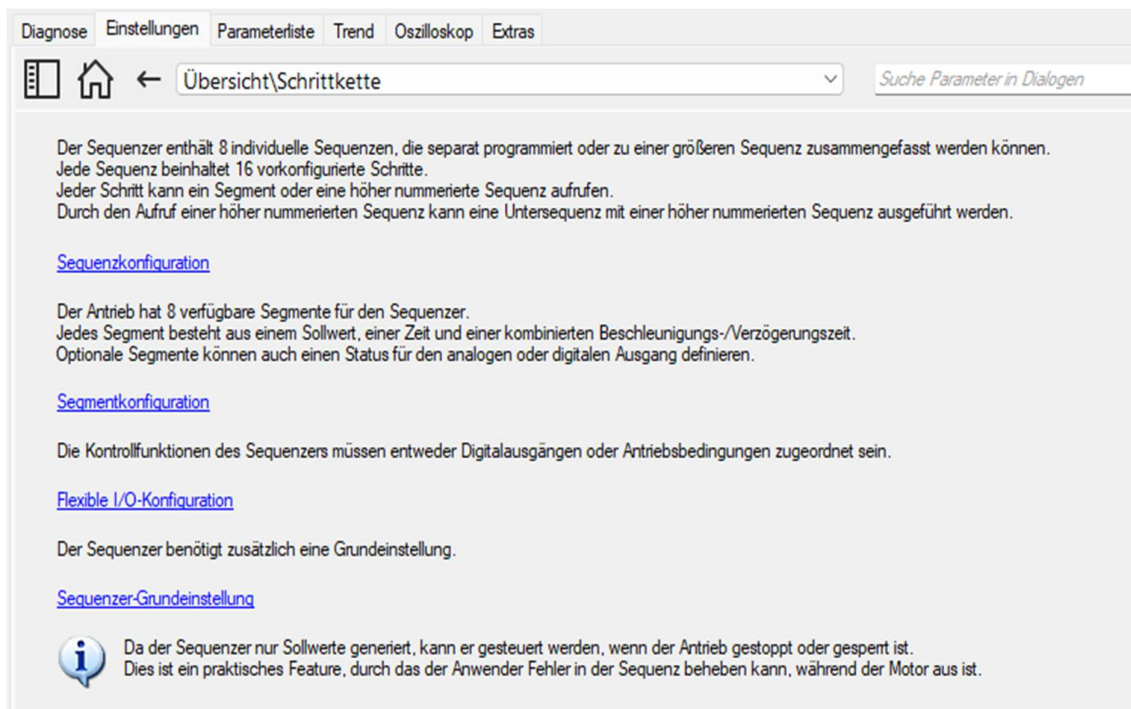 Diagnose Einstellungen Parameterliste Trend Oszilloskop Extras
Übersicht\Schrittkette
Suche Parameter in Dialogen
Der Sequenzer enthält 8 individuelle Sequenzen, die separat programmiert oder zu einer größeren Sequenz zusammengefasst werden können.
Jede Sequenz beinhaltet 16 vorkonfigurierte Schritte.
Jeder Schritt kann ein Segment oder eine höher nummerierte Sequenz aufrufen.
Durch den Aufruf einer höher nummerierten Sequenz kann eine Untersequenz mit einer höher nummerierten Sequenz ausgeführt werden.
Sequenzkonfiguration
Der Antrieb hat 8 verfügbare Segmente für den Sequenzer.
Jedes Segment besteht aus einem Sollwert, einer Zeit und einer kombinierten Beschleunigungs-/Verzögerungszeit.
Optionale Segmente können auch einen Status für den analogen oder digitalen Ausgang definieren.
Segmentkonfiguration
Die Kontrollfunktionen des Sequenzers müssen entweder Digitalausgängen oder Antriebsbedingungen zugeordnet sein.
Flexible I/O-Konfiguration
Der Sequenzer benötigt zusätzlich eine Grundeinstellung.
Sequenzer-Grundeinstellung
Da der Sequenzer nur Sollwerte generiert, kann er gesteuert werden, wenn der Antrieb gestoppt oder gesperrt ist.
Dies ist ein praktisches Feature, durch das der Anwender Fehler in der Sequenz beheben kann, während der Motor aus ist.